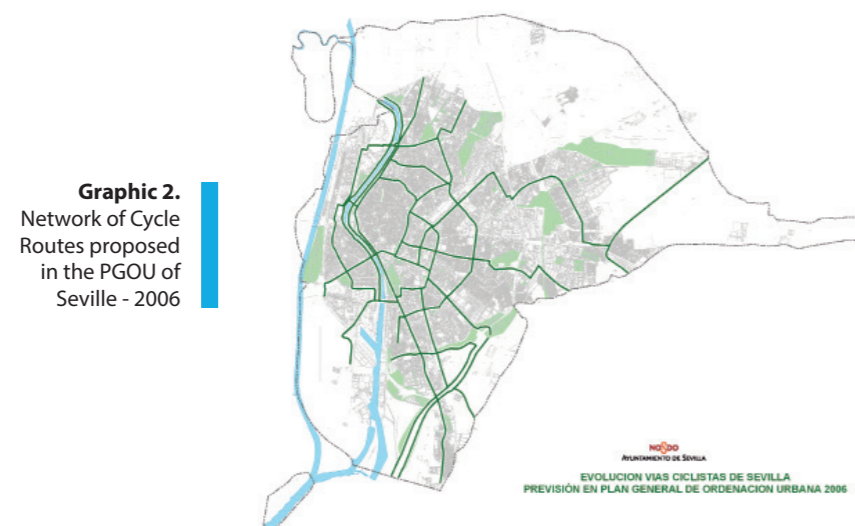 Graphic 2.
Network of Cycle
Routes proposed
in the PGOU of
Seville - 2006
NO8DO
AYUNTAMIENTO DE SEVILLA
EVOLUCION VIAS CICLISTAS DE SEVILLA
PREVISIÓN EN PLAN GENERAL DE ORDENACION URBANA 2006